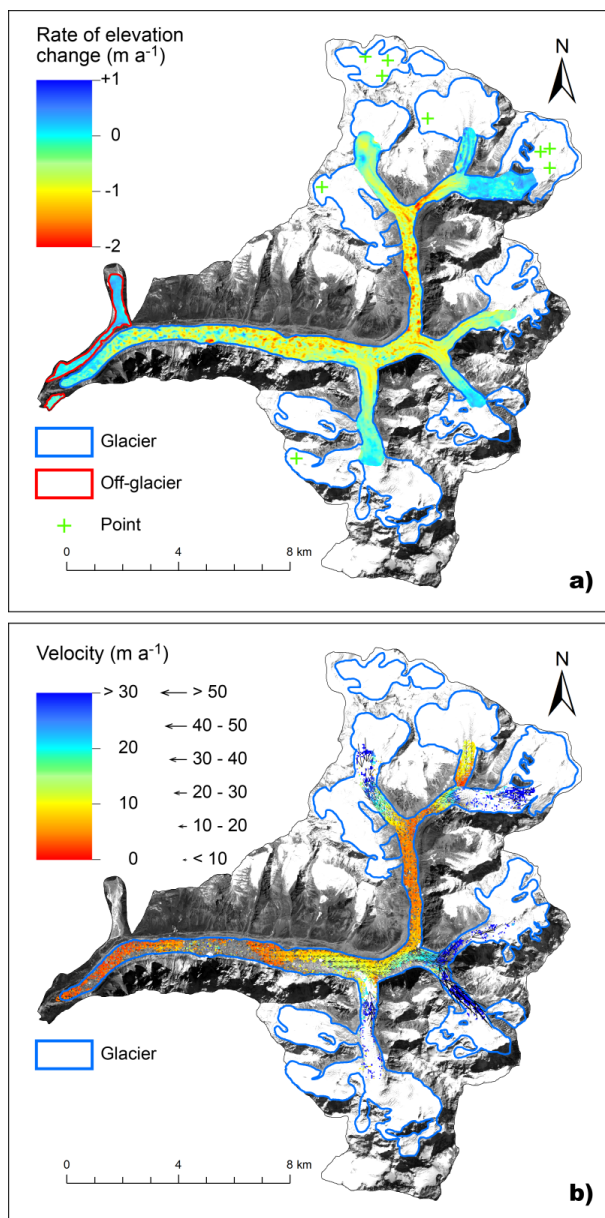 Rate of elevation
change (m a⁻¹)
+1
0
-1
-2
N
Glacier
Off-glacier
Point
0 4 8 km
a)
Velocity (m a⁻¹)
> 30
20
10
0
> 50
40 - 50
30 - 40
20 - 30
10 - 20
< 10
N
Glacier
0 4 8 km
b)